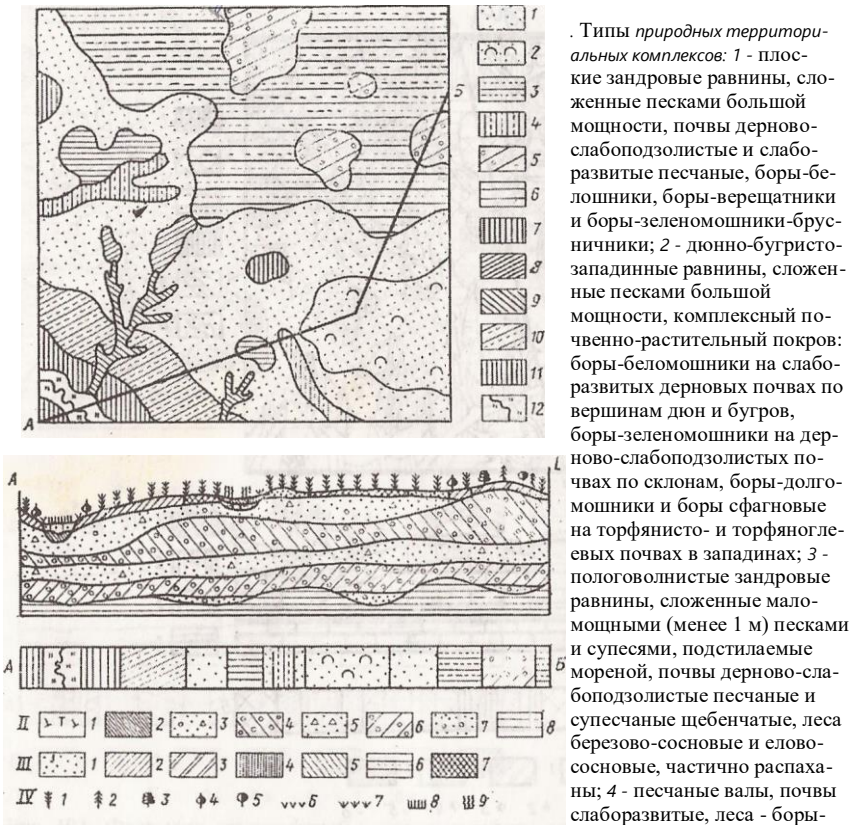 . Типы природных территори-
альных комплексов: 1 - плос-
кие зандровые равнины, сло-
женные песками большой
мощности, почвы дерново-
слабоподзолистые и слабо-
развитые песчаные, боры-бе-
лошники, боры-верещатники
и боры-зеленомошники-брус-
ничники; 2 - дюнно-бугристо-
западинные равнины, сложен-
ные песками большой
мощности, комплексный по-
чвенно-растительный покров:
боры-беломошники на слабо-
развитых дерновых почвах по
вершинам дюн и бугров,
боры-зеленомошники на дер-
ново-слабоподзолистых по-
чвах по склонам, боры-долго-
мошники и боры сфагновые
на торфянисто- и торфяногле-
евых почвах в западинах; 3 -
пологоволнистые зандровые
равнины, сложенные мало-
мощными (менее 1 м) песками
и супесями, подстилаемые
мореной, почвы дерново-сла-
боподзолистые песчаные и
супесчаные щебенчатые, леса
березово-сосновые и елово-
сосновые, частично распаха-
ны; 4 - песчаные валы, почвы
слаборазвитые, леса - боры-
1
2
Б 3
4
5
6
7
8
9
10
11
А 12
А
А Б
II 1 2 3 4 5 6 7 8
III 1 2 3 4 5 6 7
IV 1 2 3 4 5 6 7 8 9